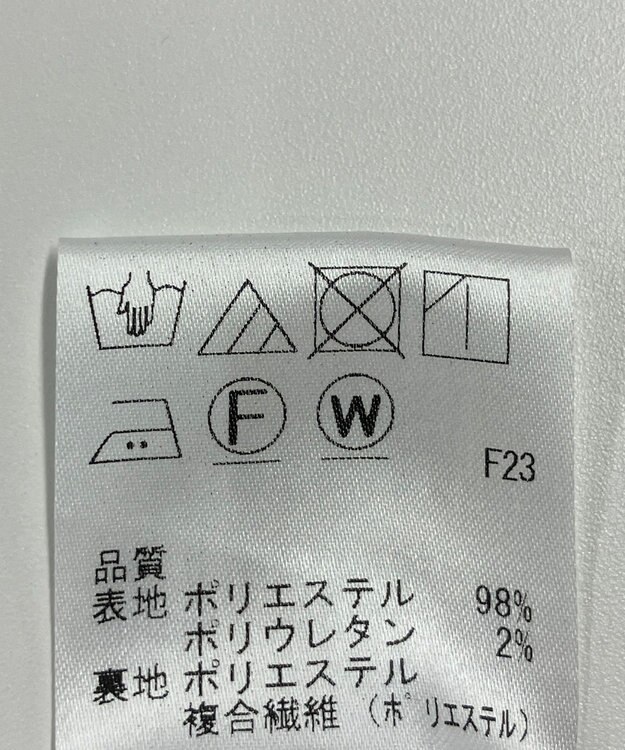 F W
F23
品質
表地 ポリエステル 98%
ポリウレタン 2%
裏地 ポリエステル
複合繊維(ポリエステル)